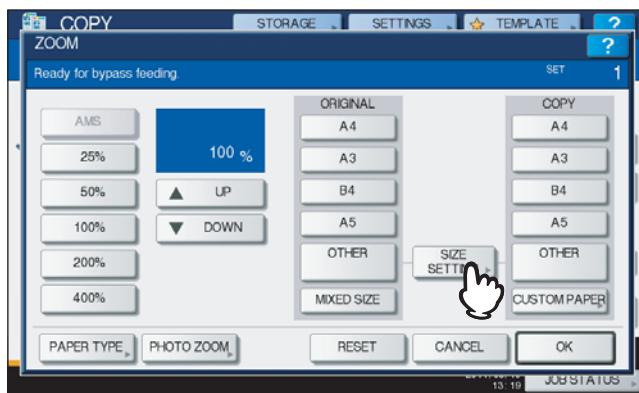 COPY STORAGE SETTINGS TEMPLATE ?
ZOOM ?
Ready for bypass feeding. SET 1
ORIGINAL COPY
AMS A4 A4
25% 100 % A3 A3
50% UP B4 B4
100% DOWN A5 A5
200% OTHER SIZE OTHER
400% MIXED SIZE CUSTOM PAPER
PAPER TYPE PHOTO ZOOM RESET CANCEL OK
13:19 JOB STATUS